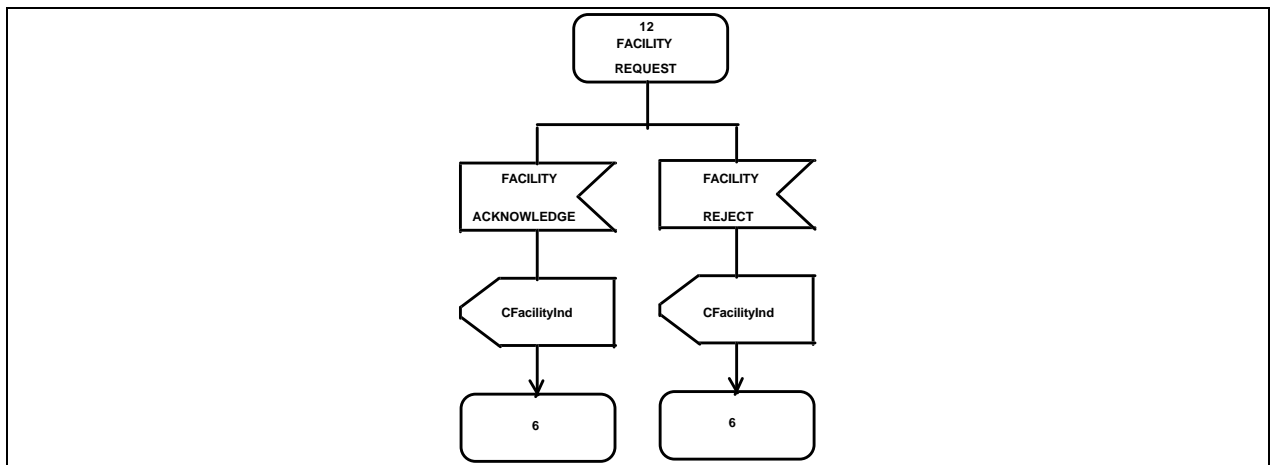 12
FACILITY
REQUEST
FACILITY
ACKNOWLEDGE
FACILITY
REJECT
CFacilityInd
CFacilityInd
6
6